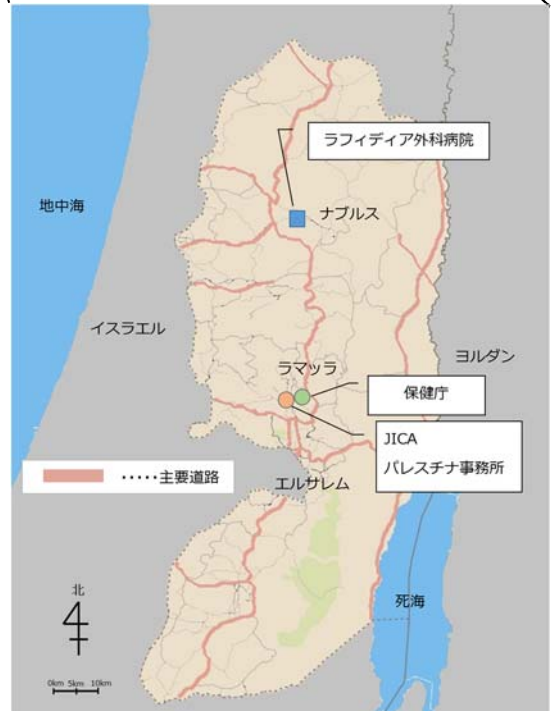 ラフィディア外科病院
地中海
ナブルス
イスラエル
ヨルダン
ラマッラ
保健庁
JICA
パレスチナ事務所
·····主要道路
エルサレム
北
死海
0km 5km 10km